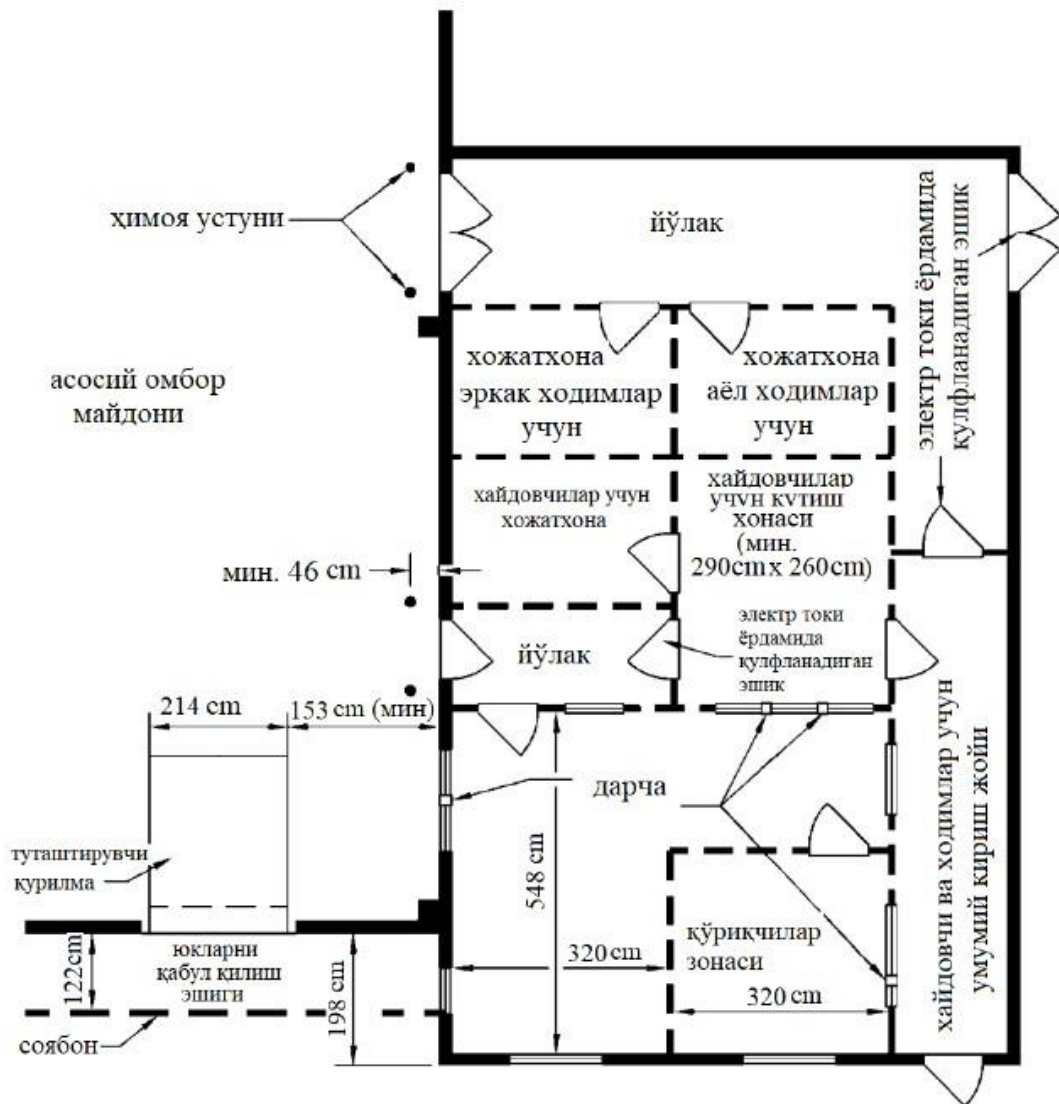 ҳимоя устуни
йўлак
электр токи ёрдамида
қулфланадиган эшик
хожатхона
эркак ходимлар
учун
хожатхона
аёл ходимлар
учун
асосий омбор
майдони
хайдовчилар учун
хожатхона
хайдовчилар
учун кутиш
хонаси
(мин.
290cm x 260cm)
мин. 46 cm
йўлак
электр токи
ёрдамида
қулфланадиган
эшик
214 cm
153 cm (мин)
дарча
хайдовчи ва ходимлар учун
умумий кириш жойи
туташтирувчи
курилма
548 cm
қўриқчилар
зонаси
320 cm
320 cm
юкларни
қабул қилиш
эшиги
122cm
198 cm
соябон